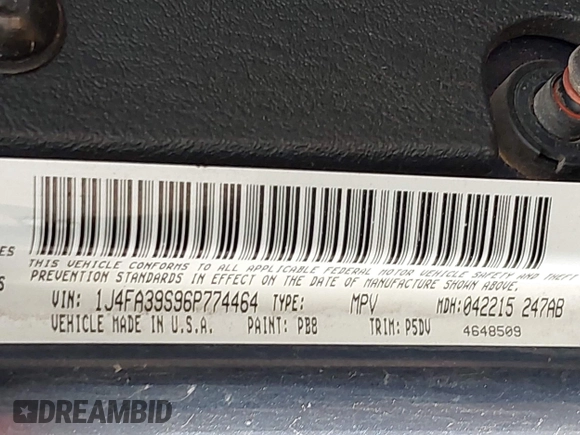 ES
S
THIS VEHICLE CONFORMS TO ALL APPLICABLE FEDERAL MOTOR VEHICLE SAFETY AND THEFT
PREVENTION STANDARDS IN EFFECT ON THE DATE OF MANUFACTURE SHOWN ABOVE.
VIN: 1J4FA39S96P774464 TYPE: MPV MDH:042215 247AB
VEHICLE MADE IN U.S.A. PAINT: PB8 TRIM: P5DV 4648509
DREAMBID